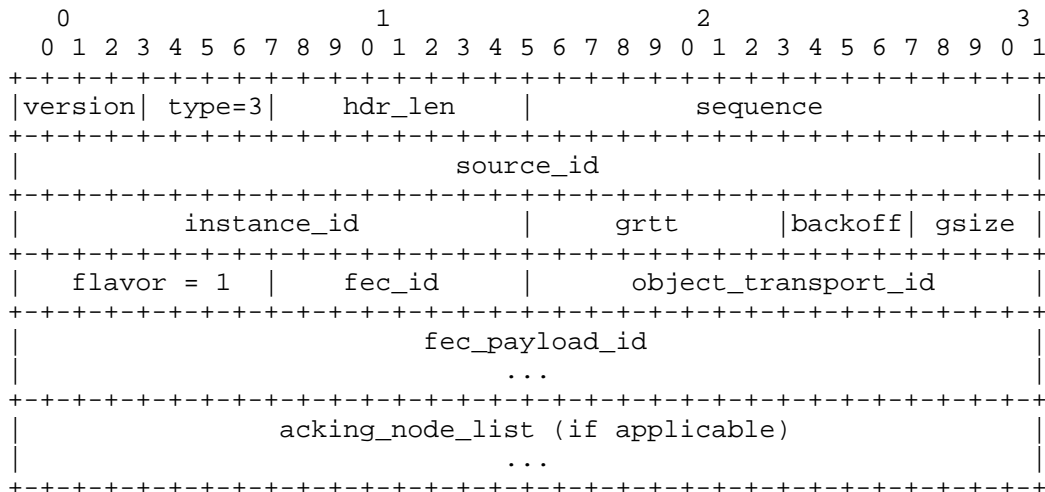 0                   1                   2                   3
 0 1 2 3 4 5 6 7 8 9 0 1 2 3 4 5 6 7 8 9 0 1 2 3 4 5 6 7 8 9 0 1
+-+-+-+-+-+-+-+-+-+-+-+-+-+-+-+-+-+-+-+-+-+-+-+-+-+-+-+-+-+-+-+-+
|version| type=3|    hdr_len    |          sequence             |
+-+-+-+-+-+-+-+-+-+-+-+-+-+-+-+-+-+-+-+-+-+-+-+-+-+-+-+-+-+-+-+-+
|                           source_id                           |
+-+-+-+-+-+-+-+-+-+-+-+-+-+-+-+-+-+-+-+-+-+-+-+-+-+-+-+-+-+-+-+-+
|          instance_id          |     grtt      |backoff| gsize |
+-+-+-+-+-+-+-+-+-+-+-+-+-+-+-+-+-+-+-+-+-+-+-+-+-+-+-+-+-+-+-+-+
|   flavor = 1  |    fec_id     |      object_transport_id      |
+-+-+-+-+-+-+-+-+-+-+-+-+-+-+-+-+-+-+-+-+-+-+-+-+-+-+-+-+-+-+-+-+
|                         fec_payload_id                        |
|                              ...                              |
+-+-+-+-+-+-+-+-+-+-+-+-+-+-+-+-+-+-+-+-+-+-+-+-+-+-+-+-+-+-+-+-+
|                acking_node_list (if applicable)               |
|                              ...                              |
+-+-+-+-+-+-+-+-+-+-+-+-+-+-+-+-+-+-+-+-+-+-+-+-+-+-+-+-+-+-+-+-+